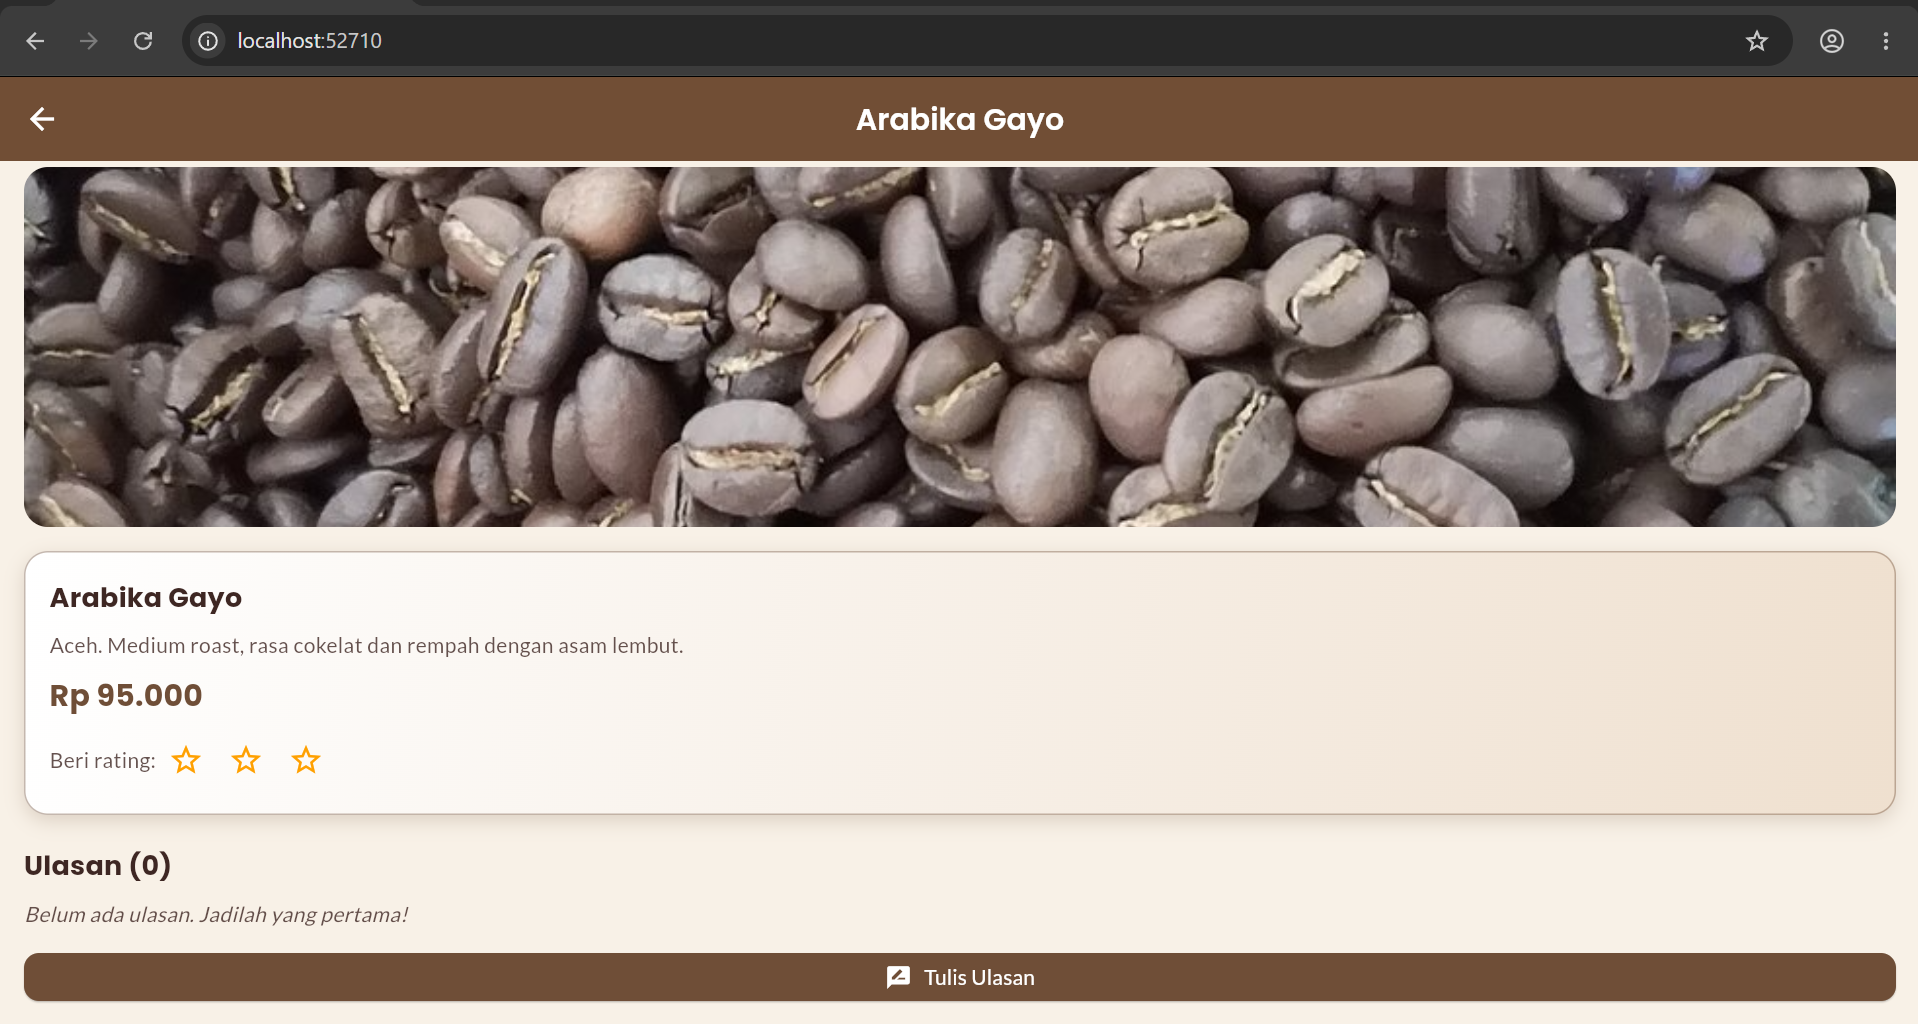 localhost:52710
Arabika Gayo
Arabika Gayo
Aceh. Medium roast, rasa cokelat dan rempah dengan asam lembut.
Rp 95.000
Beri rating:
Ulasan (0)
Belum ada ulasan. Jadilah yang pertama!
Tulis Ulasan